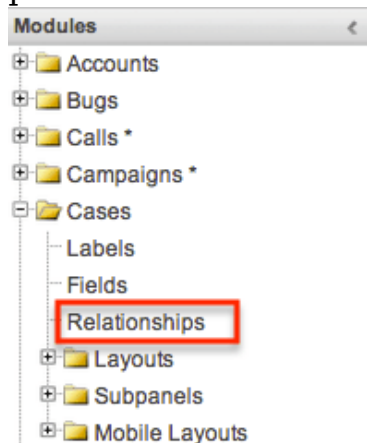 Modules
Accounts
Bugs
Calls *
Campaigns *
Cases
Labels
Fields
Relationships
Layouts
Subpanels
Mobile Layouts